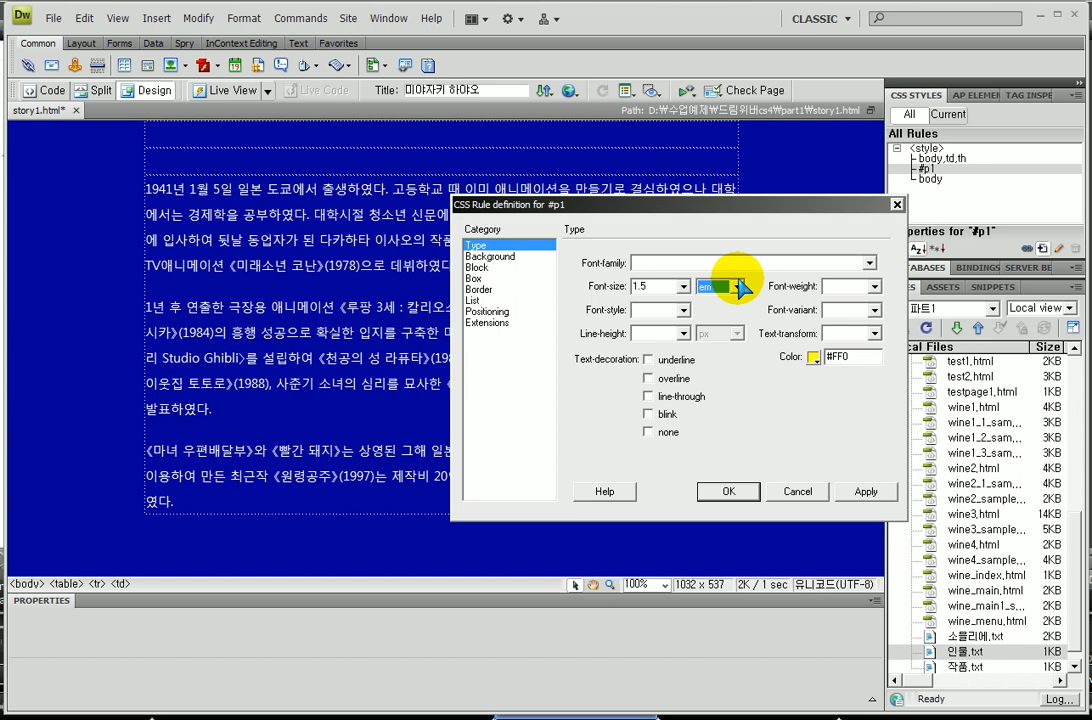 Dw File Edit View Insert Modify Format Commands Site Window Help CLASSIC
Common Layout Forms Data Spry InContext Editing Text Favorites
Code Split Design Live View Live Code Title: 미야자키 하야오 Check Page
story1.html* × Path: D:₩수업예제₩드림위버cs4₩part1₩story1.html
CSS STYLES AP ELEMEN TAG INSPE
All Current
All Rules
<style>
body,td,th
#p1
body
1941년 1월 5일 일본 도쿄에서 출생하였다. 고등학교 때 이미 애니메이션을 만들기로 결심하였으나 대학
에서는 경제학을 공부하였다. 대학시절 청소년 신문에
에 입사하여 뒷날 동업자가 된 다카하타 이사오의 작품
TV애니메이션 《미래소년 코난》(1978)으로 데뷔하였다
1년 후 연출한 극장용 애니메이션 《루팡 3세 : 칼리오스
시카》(1984)의 흥행 성공으로 확실한 입지를 구축한 미
리 Studio Ghibli〉를 설립하여 《천공의 성 라퓨타》(198
이웃집 토토로》(1988), 사춘기 소녀의 심리를 묘사한 《
발표하였다.
《마녀 우편배달부》와 《빨간 돼지》는 상영된 그해 일본
이용하여 만든 최근작 《원령공주》(1997)는 제작비 20억
였다.
CSS Rule definition for #p1
Category
Type
Background
Block
Box
Border
List
Positioning
Extensions
Type
Font-family:
Font-size: 1.5 em Font-weight:
Font-style: Font-variant:
Line-height: px Text-transform:
Text-decoration: underline Color: #FF0
overline
line-through
blink
none
Help OK Cancel Apply
perties for "#p1"
ABASES BINDINGS SERVER BE
ES ASSETS SNIPPETS
파트1 Local view
cal Files Size
test1.html 2KB
test2.html 3KB
testpage1.html 1KB
wine1.html 4KB
wine1_1_sam... 4KB
wine1_2_sam... 4KB
wine1_3_sam... 4KB
wine2.html 4KB
wine2_1_sam... 4KB
wine2_sample... 2KB
wine3.html 14KB
wine3_sample... 5KB
wine4.html 2KB
wine4_sample... 4KB
wine_index.html 1KB
wine_main.html 2KB
wine_main1_s... 2KB
wine_menu.html 2KB
소믈리에.txt 1KB
인물.txt 1KB
작품.txt 1KB
<body> <table> <tr> <td> 100% 1032 x 537 2K / 1 sec 유니코드(UTF-8)
PROPERTIES
Ready Log...